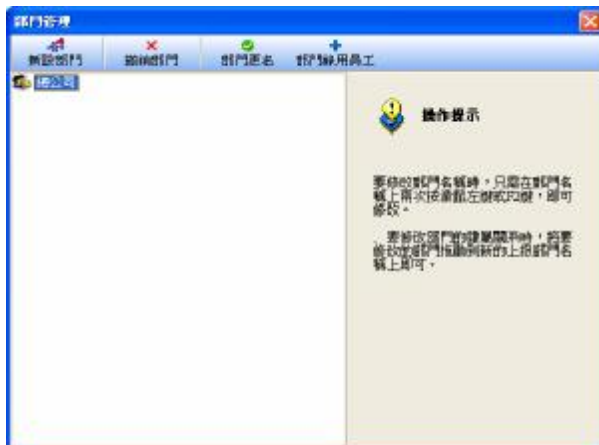 部門管理
新設部門 撤銷部門 部門更名 部門錄用員工
總公司
操作提示
要修改部門名稱時，只需在部門名
稱上兩次按滑鼠左鍵或F2鍵，即可
修改。
要修改部門的隸屬關系時，將要
修改的部門拖動到新的上級部門名
稱上即可。